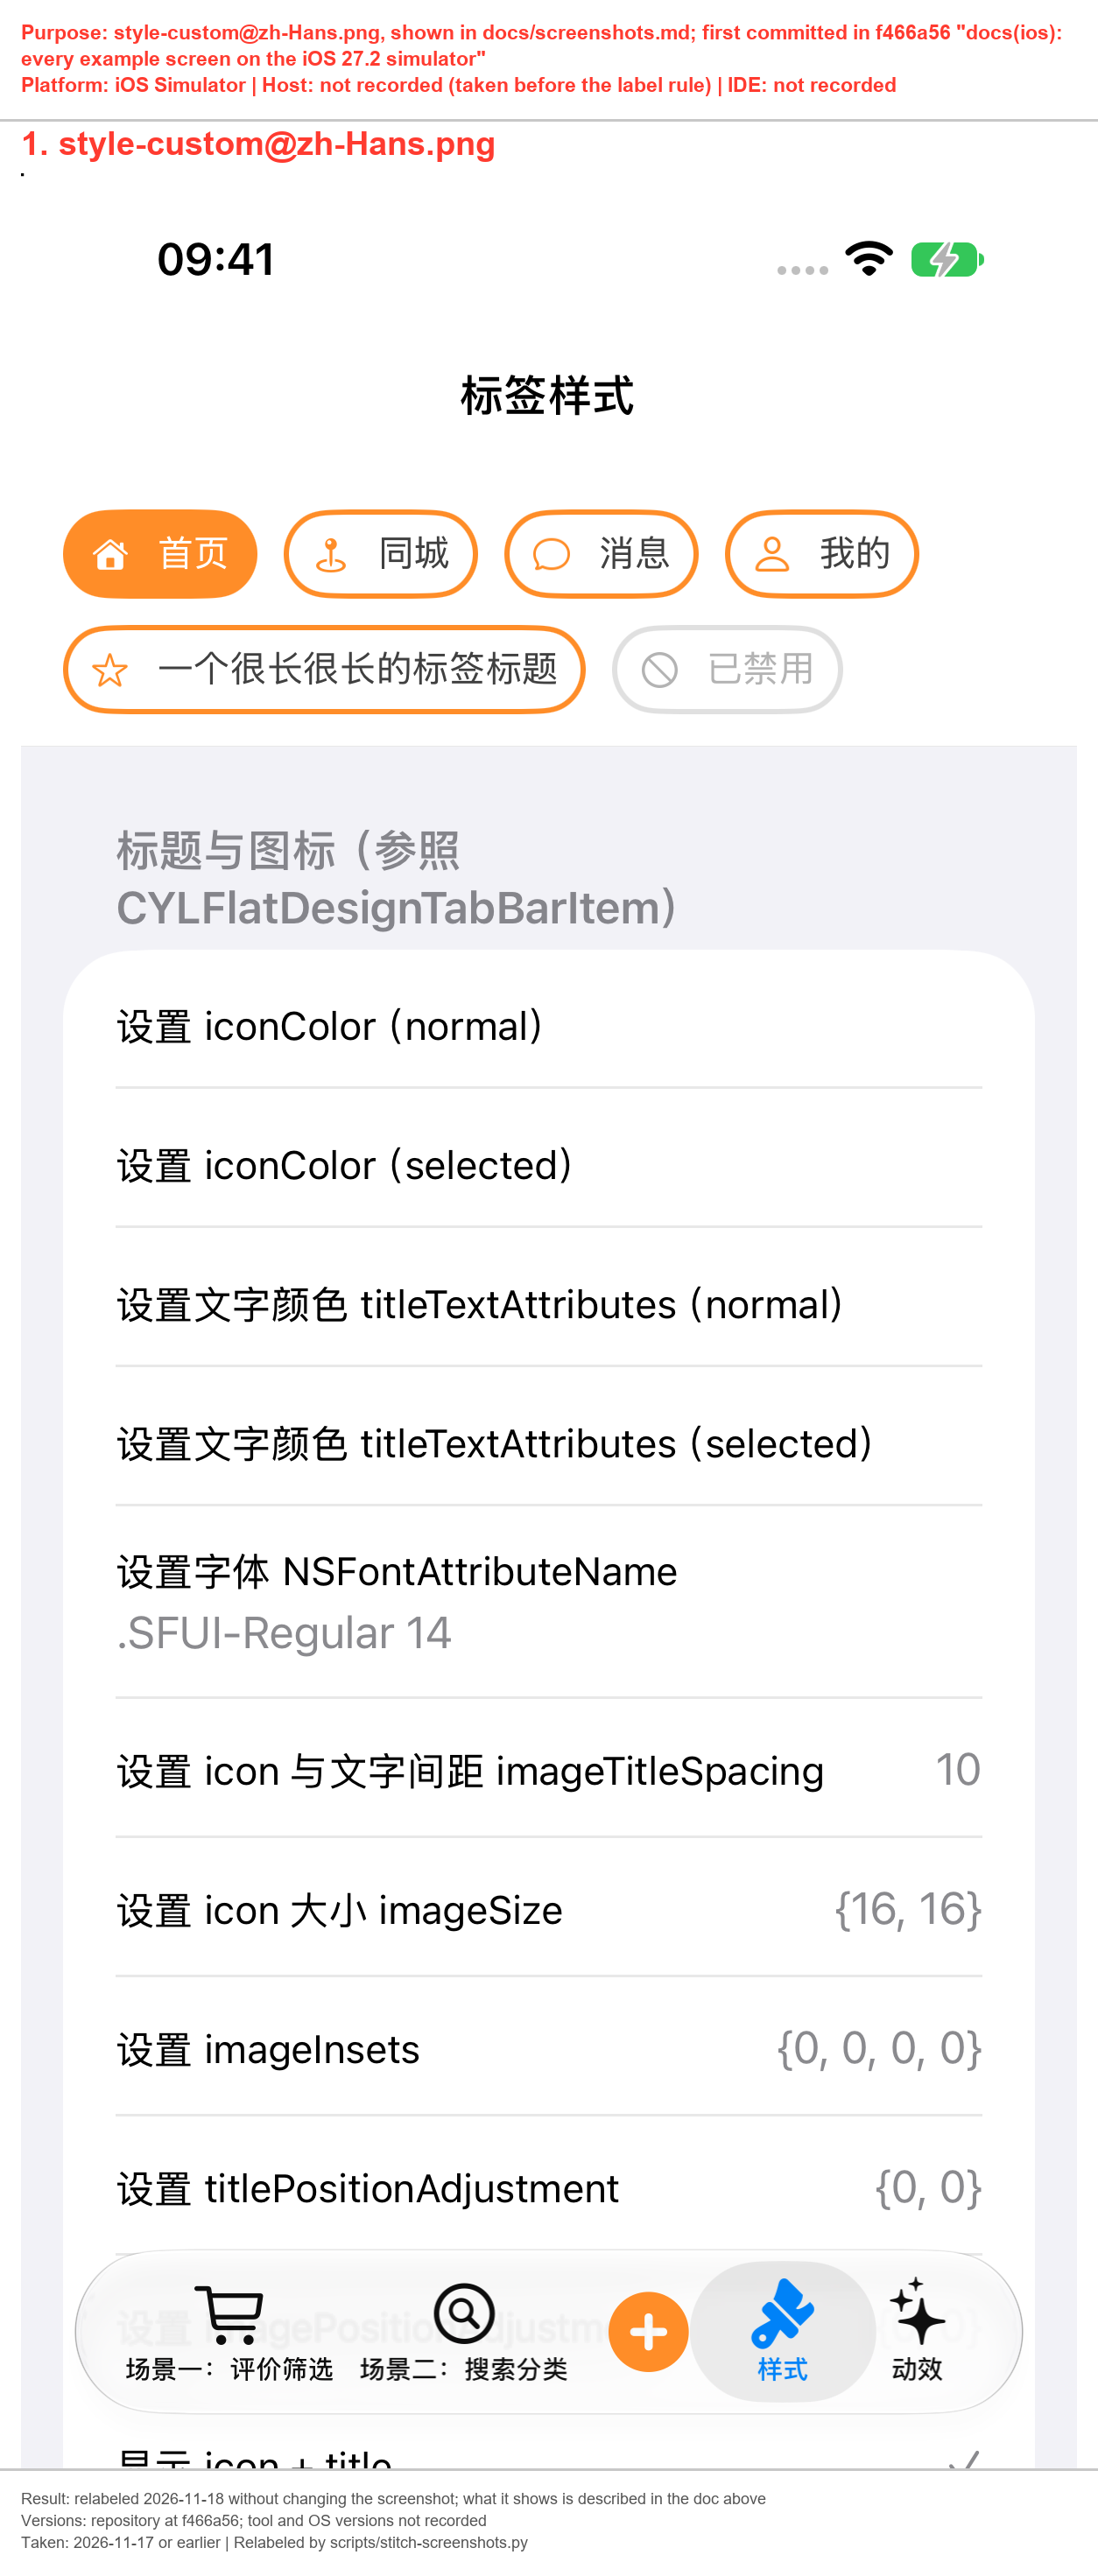 Purpose: style-custom@zh-Hans.png, shown in docs/screenshots.md; first committed in f466a56 "docs(ios):
every example screen on the iOS 27.2 simulator"
Platform: iOS Simulator | Host: not recorded (taken before the label rule) | IDE: not recorded
1. style-custom@zh-Hans.png
09:41
标签样式
首页 同城 消息 我的
一个很长很长的标签标题 已禁用
标题与图标（参照
CYLFlatDesignTabBarItem）
设置 iconColor（normal）
设置 iconColor（selected）
设置文字颜色 titleTextAttributes（normal）
设置文字颜色 titleTextAttributes（selected）
设置字体 NSFontAttributeName
.SFUI-Regular 14
设置 icon 与文字间距 imageTitleSpacing 10
设置 icon 大小 imageSize {16, 16}
设置 imageInsets {0, 0, 0, 0}
设置 titlePositionAdjustment {0, 0}
场景一：评价筛选 场景二：搜索分类 样式 动效
显示 icon + title
Result: relabeled 2026-11-18 without changing the screenshot; what it shows is described in the doc above
Versions: repository at f466a56; tool and OS versions not recorded
Taken: 2026-11-17 or earlier | Relabeled by scripts/stitch-screenshots.py